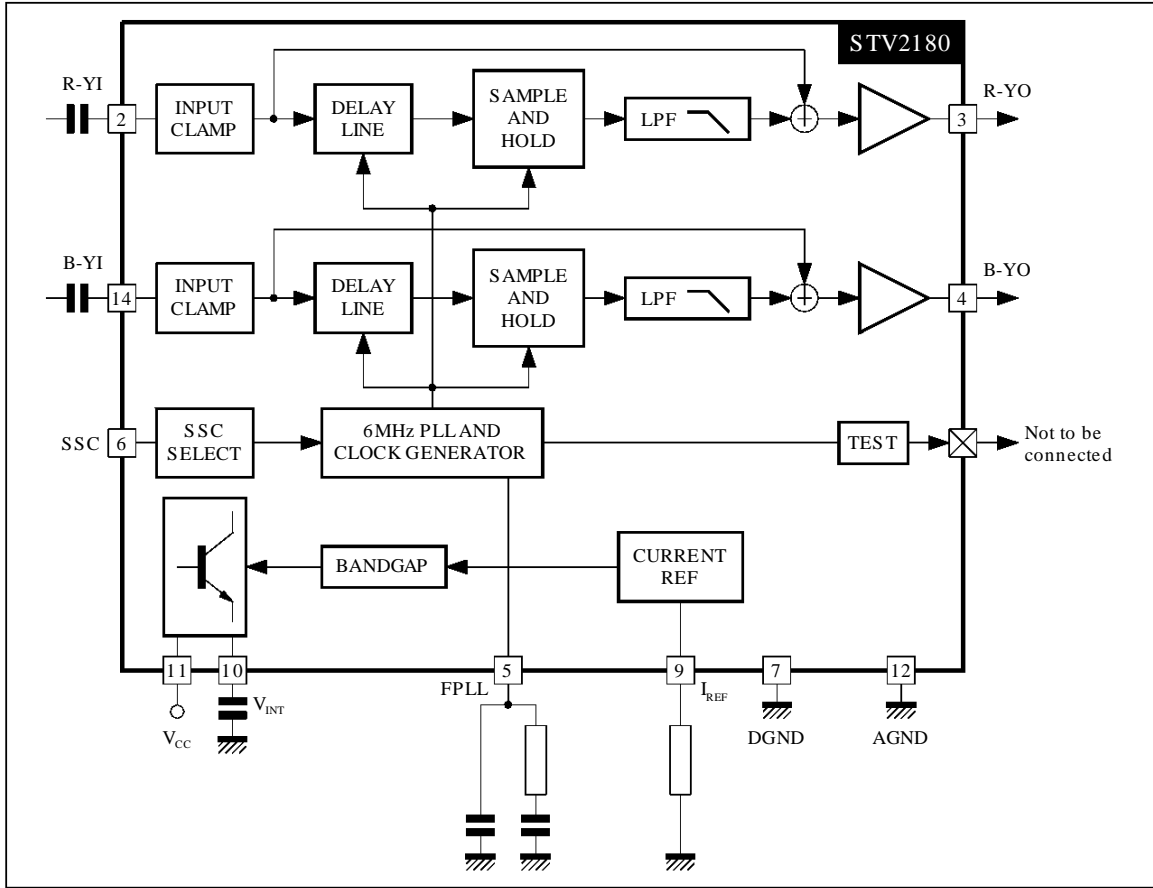 STV2180
R-YI
2
INPUT
CLAMP
DELAY
LINE
SAMPLE
AND
HOLD
LPF
3
R-YO
B-YI
14
INPUT
CLAMP
DELAY
LINE
SAMPLE
AND
HOLD
LPF
4
B-YO
SSC
6
SSC
SELECT
6MHz PLL AND
CLOCK GENERATOR
TEST
Not to be
connected
BANDGAP
CURRENT
REF
11
10
5
9
7
12
VCC
VINT
FPLL
IREF
DGND
AGND